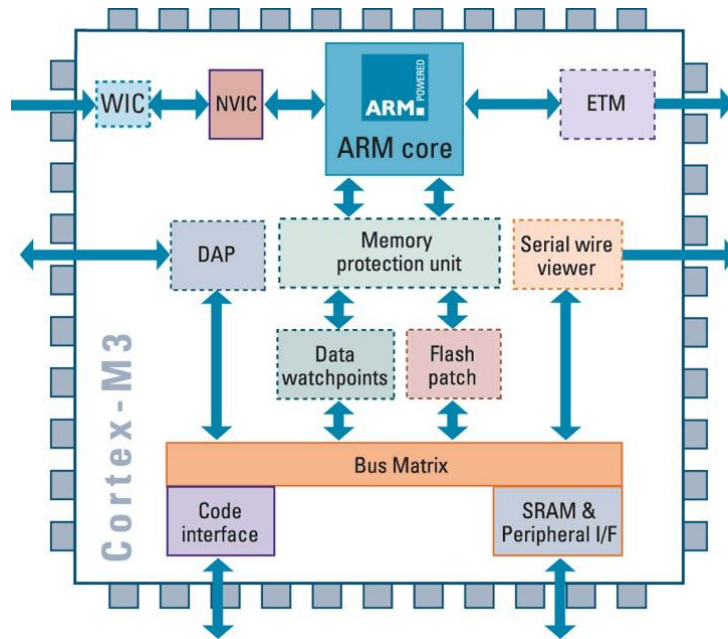 WIC
NVIC
ARM
POWERED
ARM core
ETM
DAP
Memory
protection unit
Serial wire
viewer
Data
watchpoints
Flash
patch
Cortex-M3
Bus Matrix
Code
interface
SRAM &
Peripheral I/F